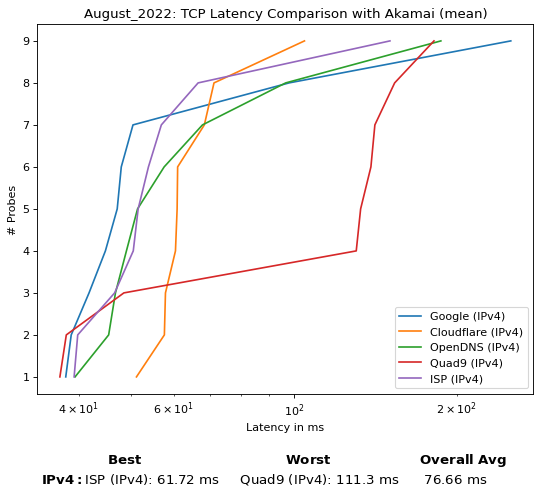 August_2022: TCP Latency Comparison with Akamai (mean)
# Probes
9
8
7
6
5
4
3
2
1
Google (IPv4)
Cloudflare (IPv4)
OpenDNS (IPv4)
Quad9 (IPv4)
ISP (IPv4)
4 × 10¹ 6 × 10¹ 10² 2 × 10²
Latency in ms
Best Worst Overall Avg
IPv4: ISP (IPv4): 61.72 ms Quad9 (IPv4): 111.3 ms 76.66 ms